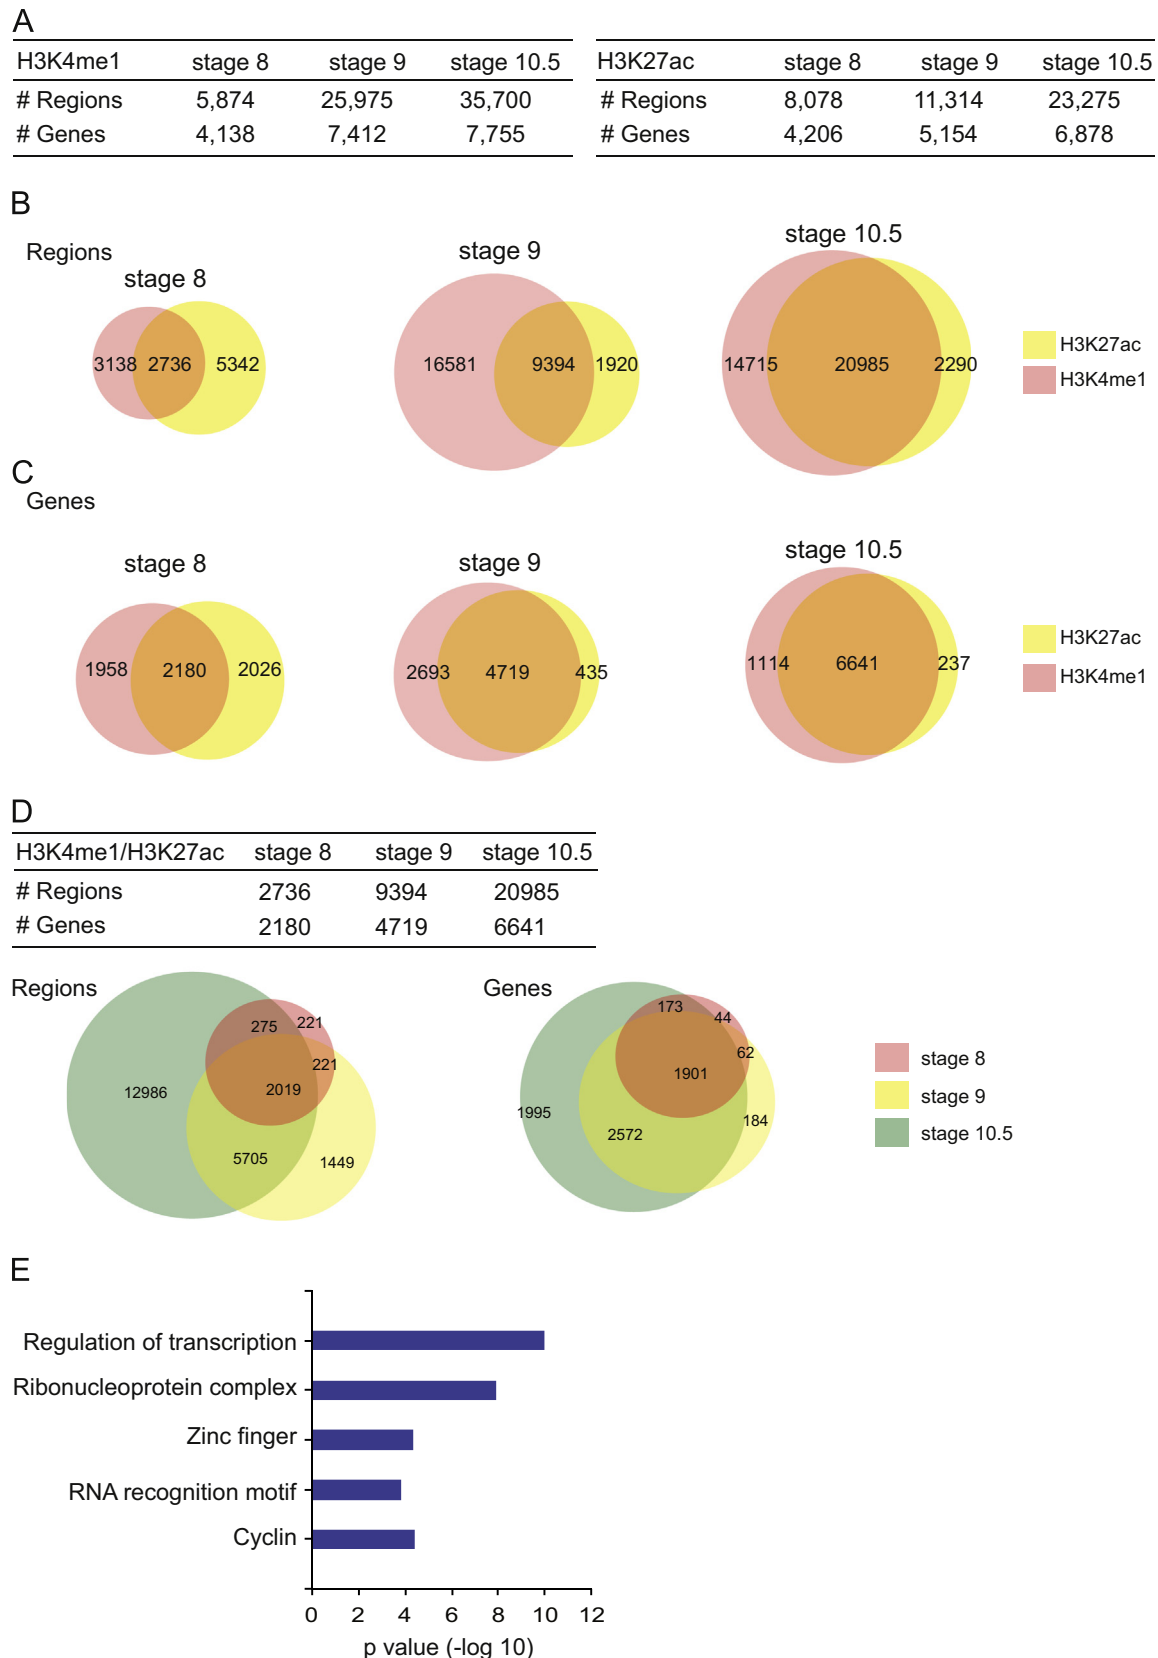 A
H3K4me1 stage 8 stage 9 stage 10.5
# Regions 5,874 25,975 35,700
# Genes 4,138 7,412 7,755
H3K27ac stage 8 stage 9 stage 10.5
# Regions 8,078 11,314 23,275
# Genes 4,206 5,154 6,878
B
Regions
stage 8
3138 2736 5342
stage 9
16581 9394 1920
stage 10.5
14715 20985 2290
H3K27ac
H3K4me1
C
Genes
stage 8
1958 2180 2026
stage 9
2693 4719 435
stage 10.5
1114 6641 237
H3K27ac
H3K4me1
D
H3K4me1/H3K27ac stage 8 stage 9 stage 10.5
# Regions 2736 9394 20985
# Genes 2180 4719 6641
Regions
275 221
221
12986 2019
5705 1449
Genes
173 44
62
1901
1995 184
2572
stage 8
stage 9
stage 10.5
E
Regulation of transcription
Ribonucleoprotein complex
Zinc finger
RNA recognition motif
Cyclin
0 2 4 6 8 10 12
p value (-log 10)